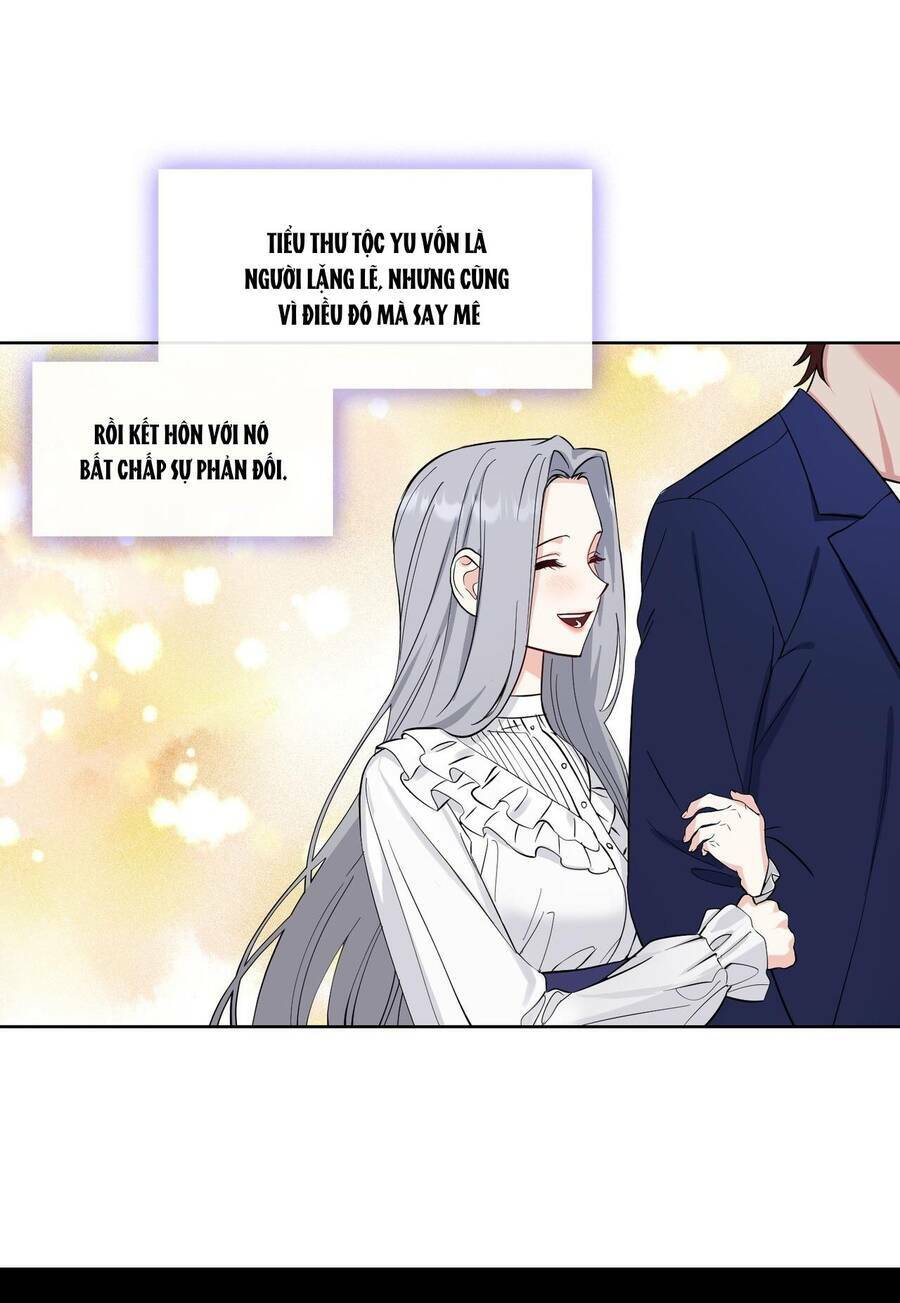 TIỂU THƯ TỘC YU VỐN LÀ
NGƯỜI LẶNG LẼ, NHƯNG CŨNG
VÌ ĐIỀU ĐÓ MÀ SAY MÊ
RỒI KẾT HÔN VỚI NÓ
BẤT CHẤP SỰ PHẢN ĐỐI.